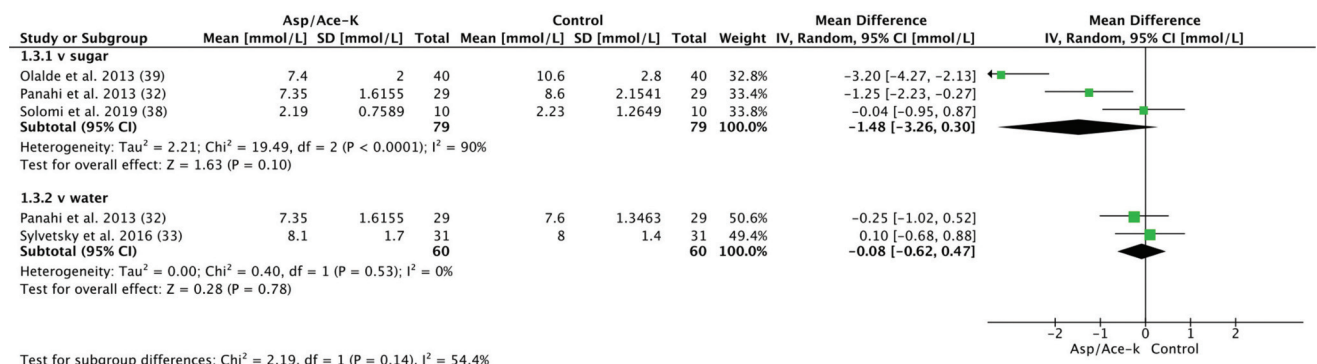 Asp/Ace-K Control Mean Difference Mean Difference
Study or Subgroup Mean [mmol/L] SD [mmol/L] Total Mean [mmol/L] SD [mmol/L] Total Weight IV, Random, 95% CI [mmol/L] IV, Random, 95% CI [mmol/L]
1.3.1 v sugar
Olalde et al. 2013 (39) 7.4 2 40 10.6 2.8 40 32.8% −3.20 [−4.27, −2.13]
Panahi et al. 2013 (32) 7.35 1.6155 29 8.6 2.1541 29 33.4% −1.25 [−2.23, −0.27]
Solomi et al. 2019 (38) 2.19 0.7589 10 2.23 1.2649 10 33.8% −0.04 [−0.95, 0.87]
Subtotal (95% CI) 79 79 100.0% −1.48 [−3.26, 0.30]
Heterogeneity: Tau² = 2.21; Chi² = 19.49, df = 2 (P < 0.0001); I² = 90%
Test for overall effect: Z = 1.63 (P = 0.10)
1.3.2 v water
Panahi et al. 2013 (32) 7.35 1.6155 29 7.6 1.3463 29 50.6% −0.25 [−1.02, 0.52]
Sylvetsky et al. 2016 (33) 8.1 1.7 31 8 1.4 31 49.4% 0.10 [−0.68, 0.88]
Subtotal (95% CI) 60 60 100.0% −0.08 [−0.62, 0.47]
Heterogeneity: Tau² = 0.00; Chi² = 0.40, df = 1 (P = 0.53); I² = 0%
Test for overall effect: Z = 0.28 (P = 0.78)
−2 −1 0 1 2
Asp/Ace-k Control
Test for subgroup differences: Chi² = 2.19, df = 1 (P = 0.14), I² = 54.4%